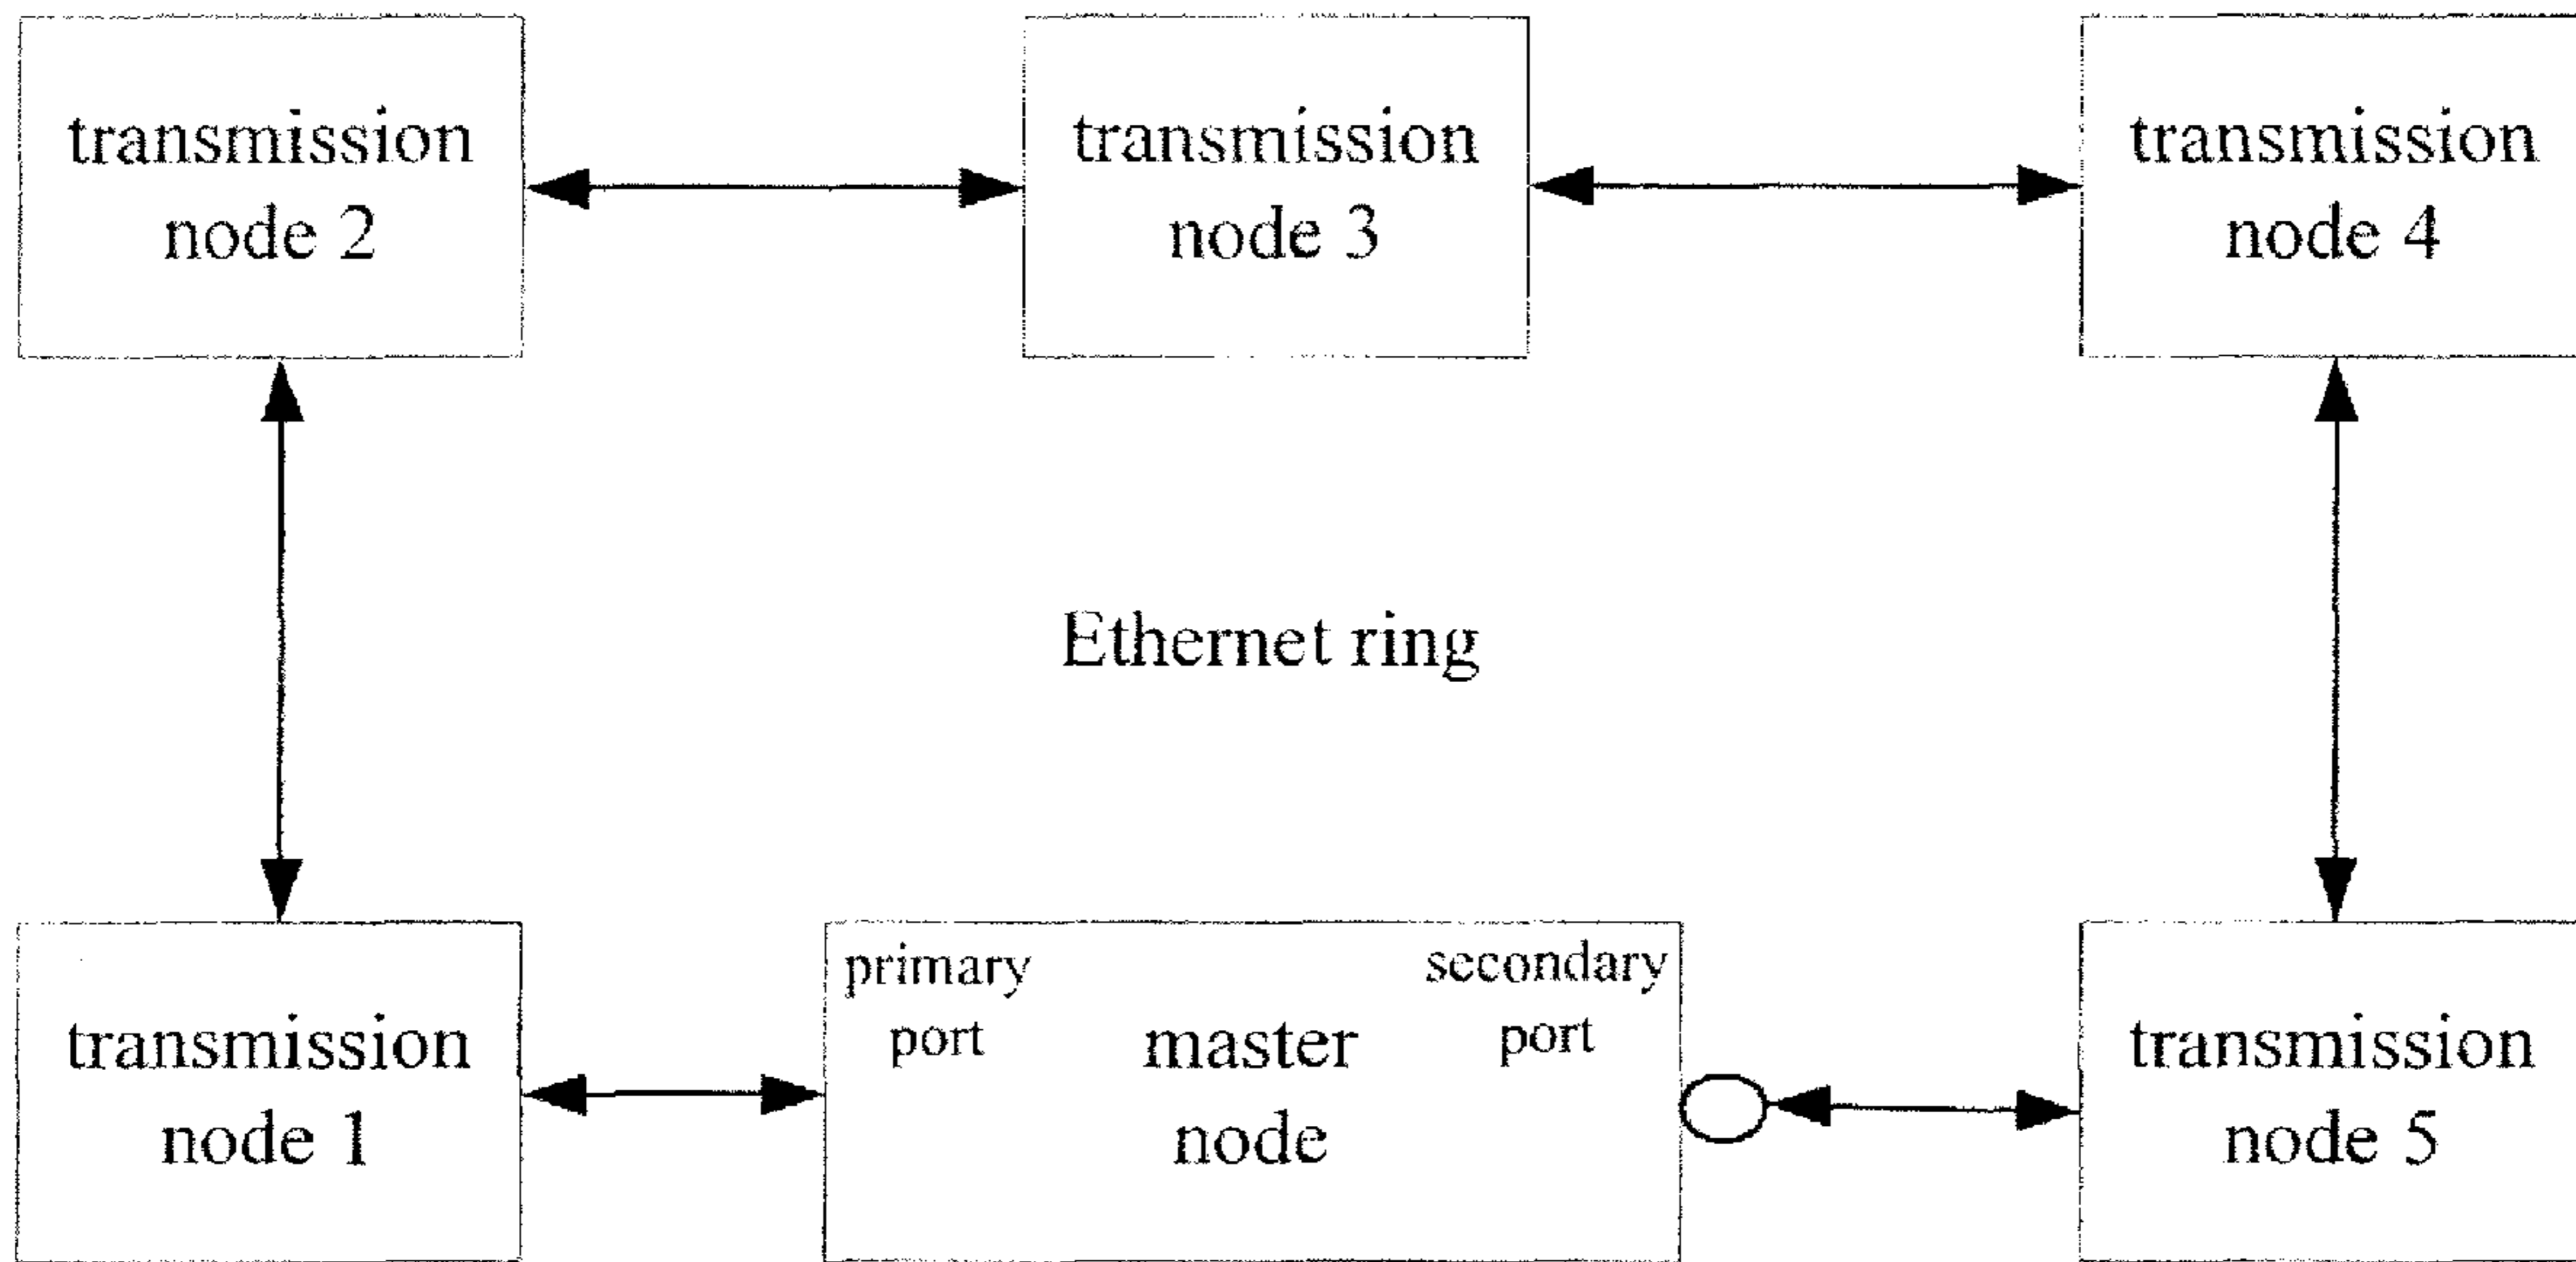 transmission
node 2
transmission
node 3
transmission
node 4
Ethernet ring
transmission
node 1
primary
port
master
node
secondary
port
transmission
node 5